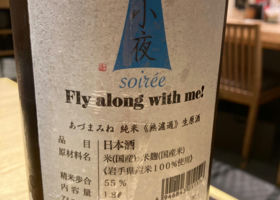 小夜
soirée
Fly along with me!
あづまみね 純米《無濾過》生原酒
品目 日本酒
原材料名 米(国産)・米麹(国産米)
《岩手県産米100%使用》
精米歩合 55%
内容量 1.8ℓ